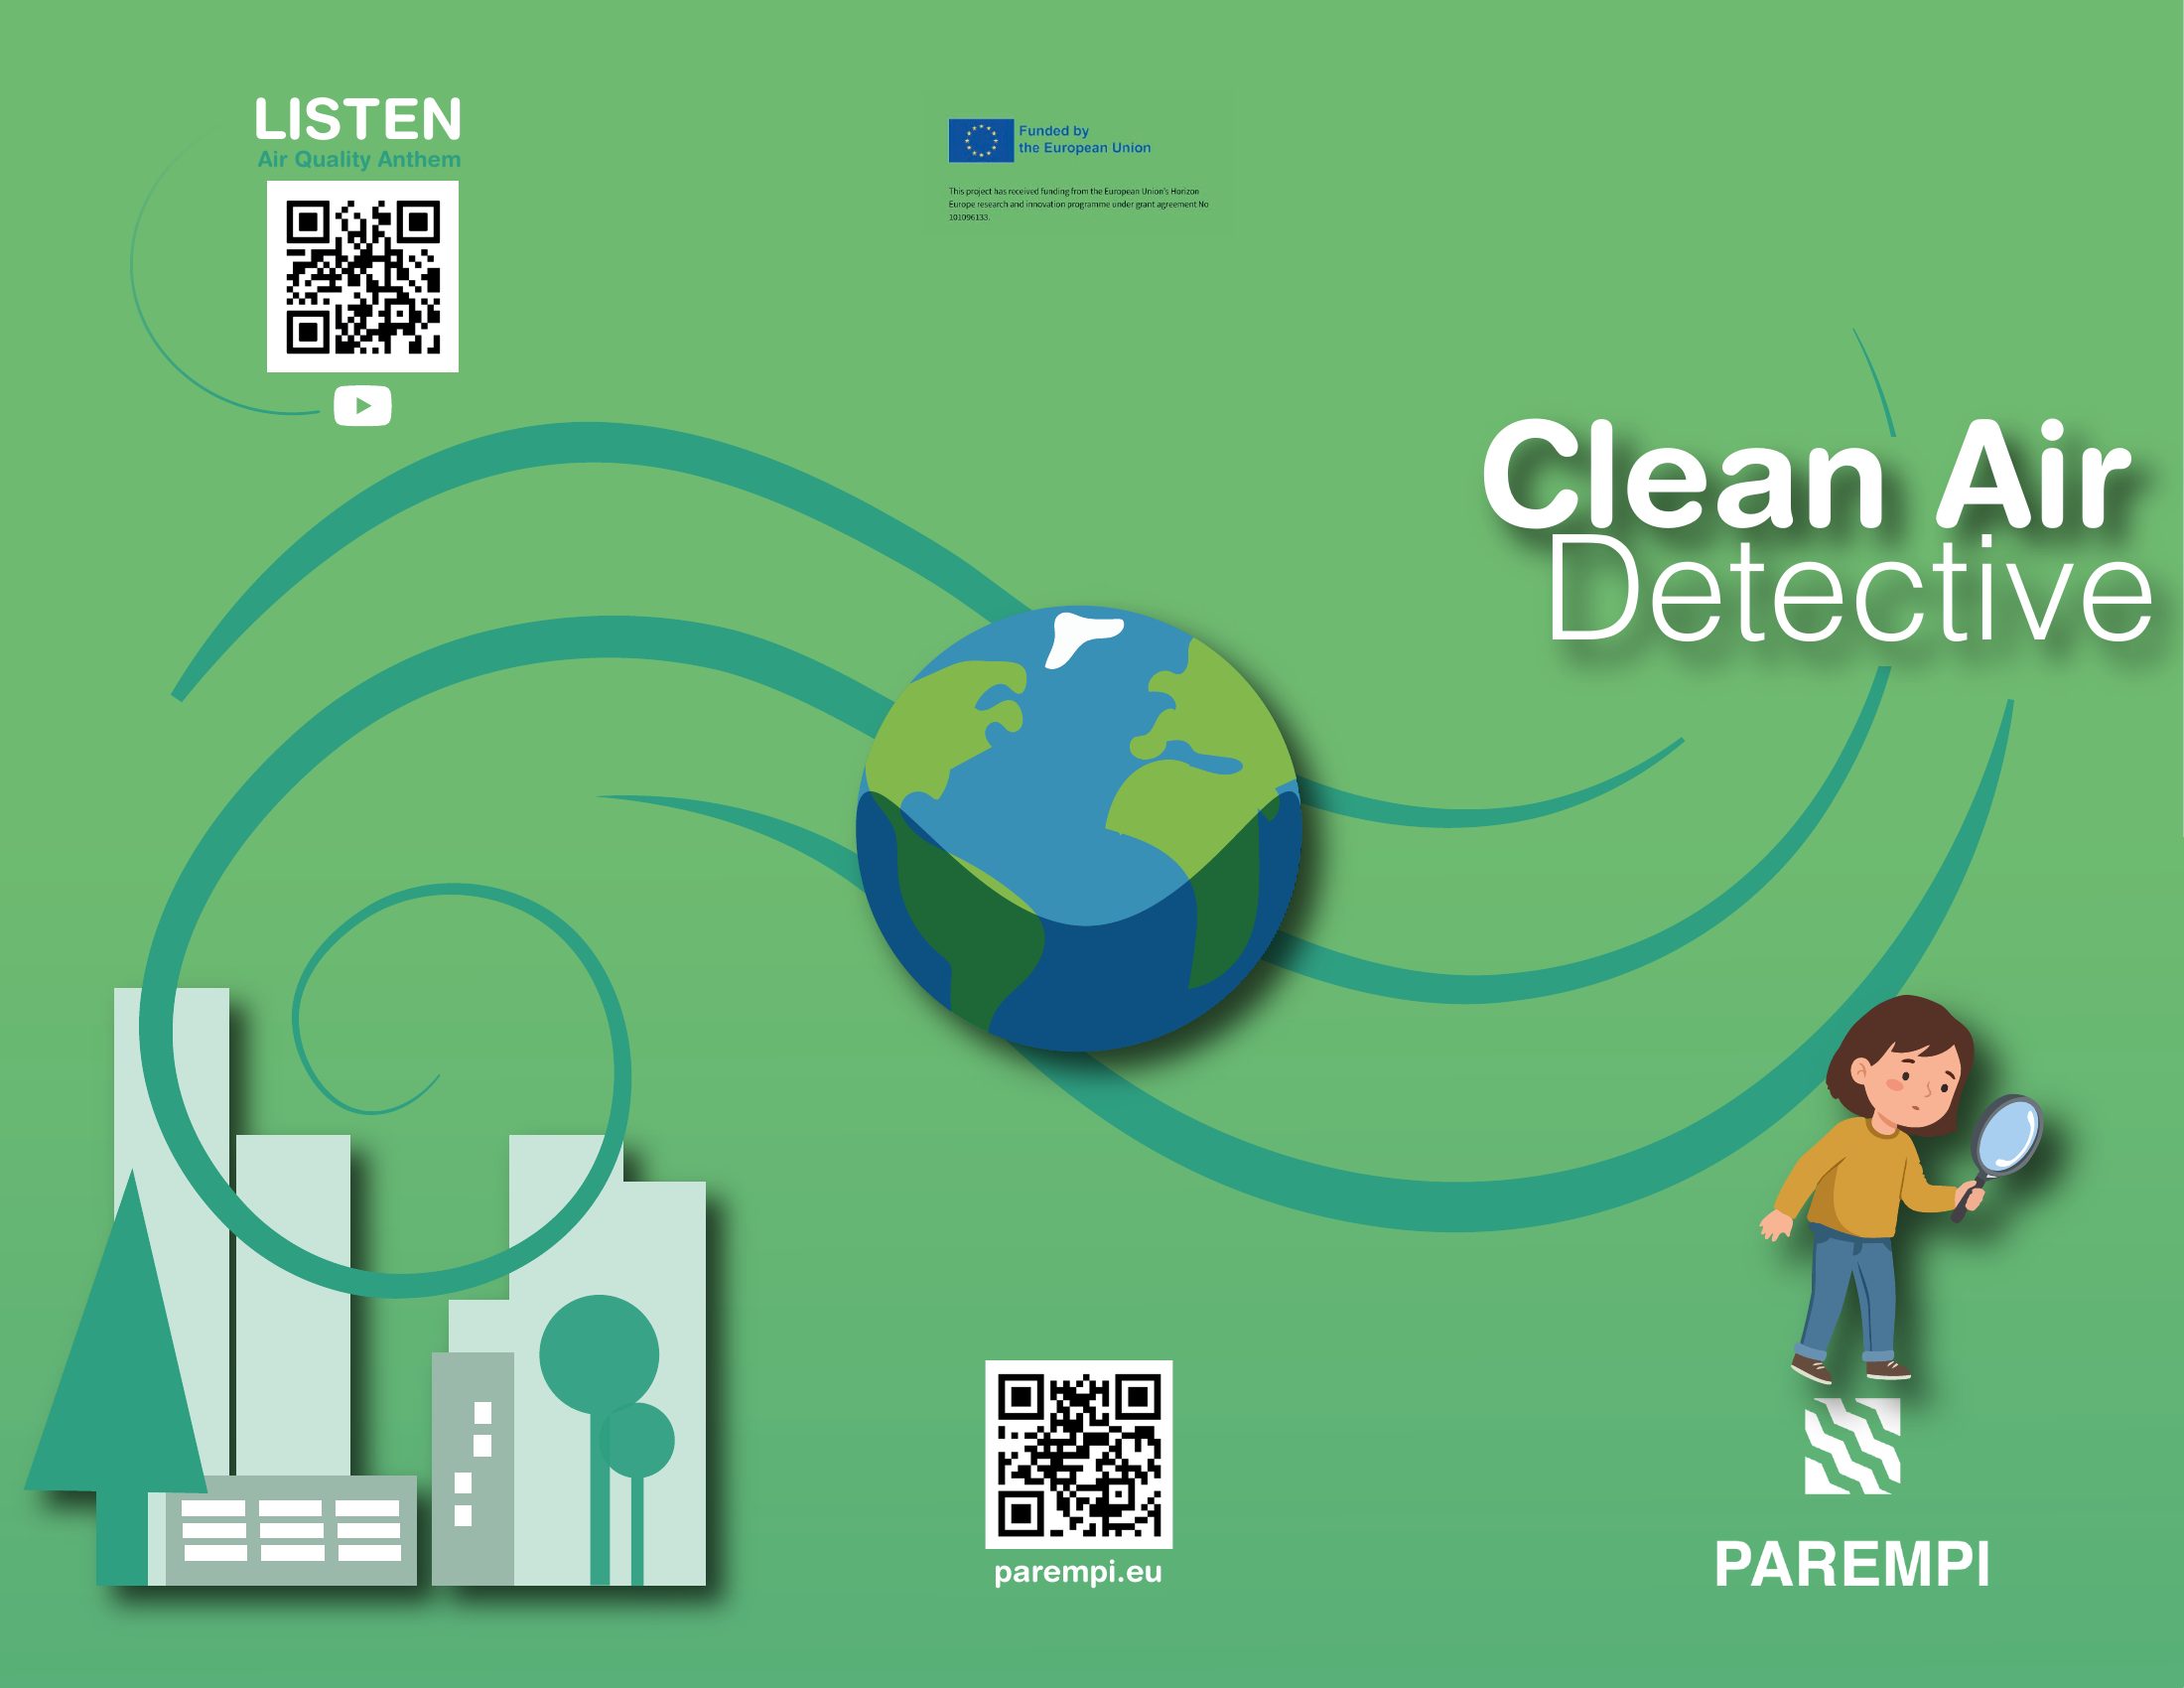 LISTEN
Air Quality Anthem
Funded by
the European Union
This project has received funding from the European Union's Horizon
Europe research and innovation programme under grant agreement No
101096133.
Clean Air
Detective
parempi.eu
PAREMPI